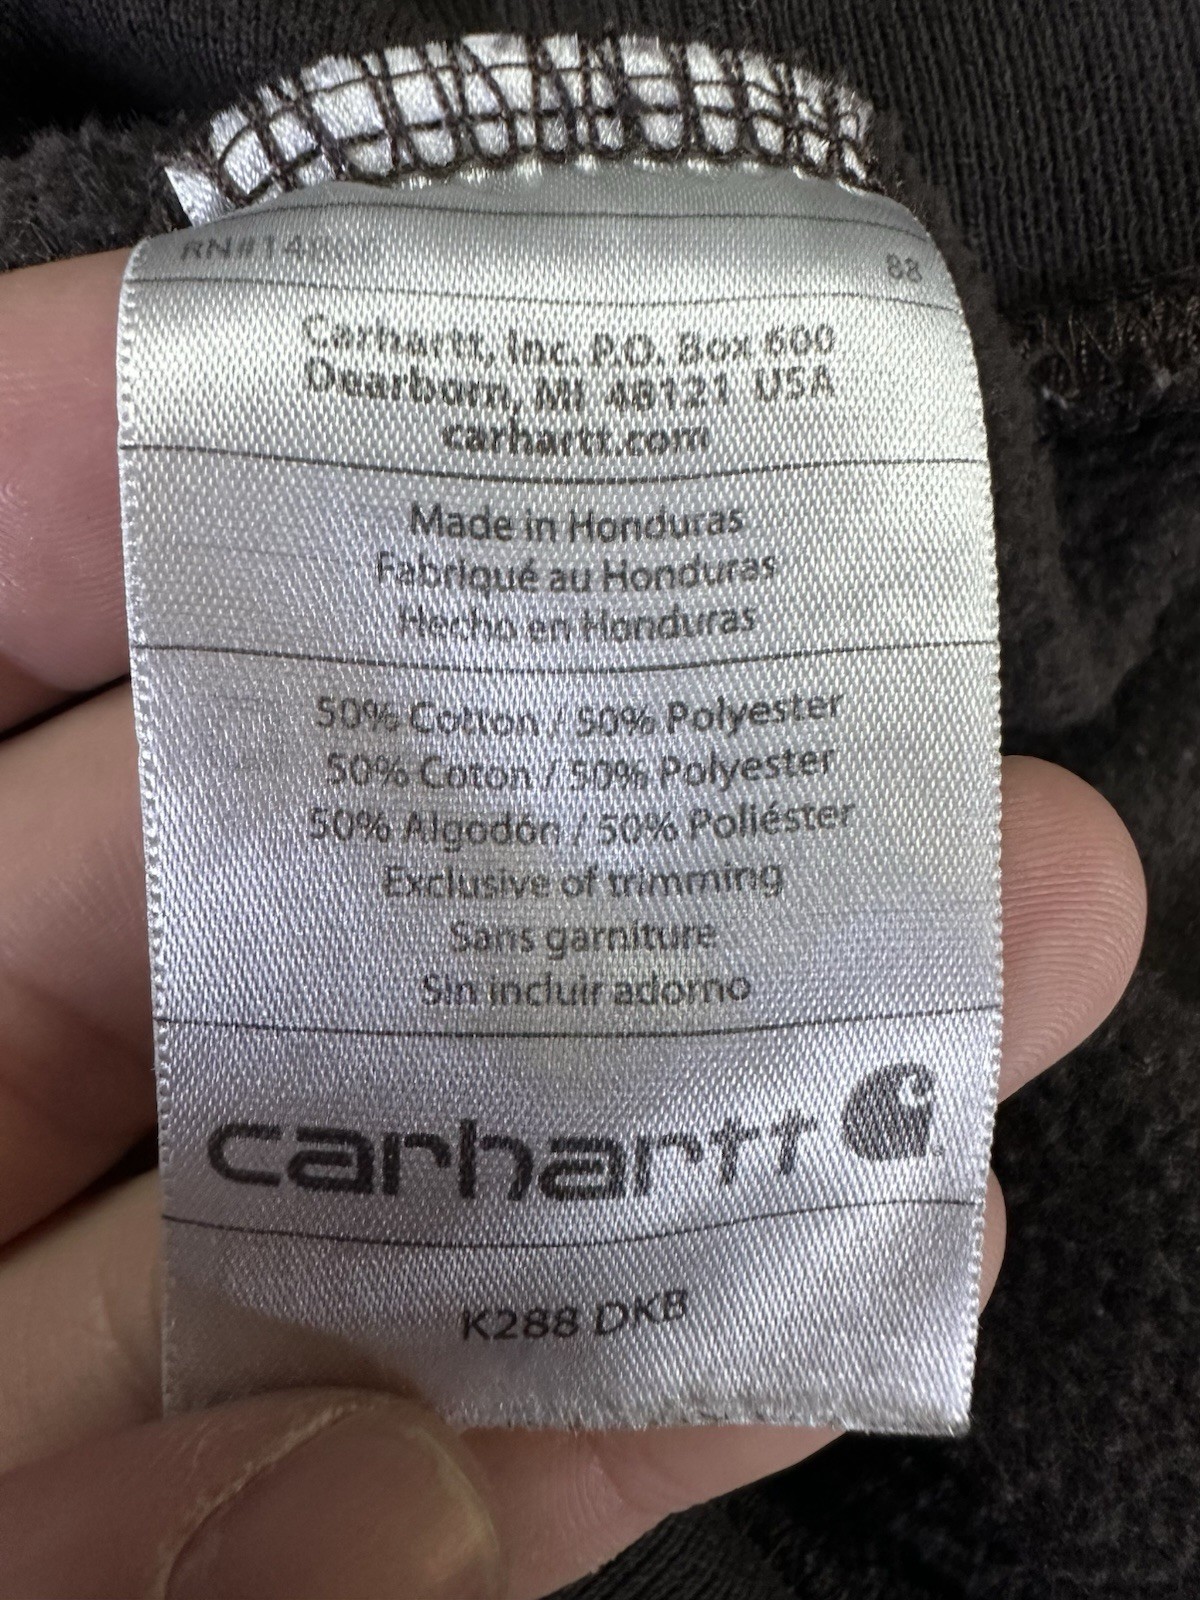 88
Carhartt, Inc. P.O. Box 600
Dearborn, MI 48121 USA
carhartt.com
Made in Honduras
Fabriqué au Honduras
Hecho en Honduras
50% Cotton / 50% Polyester
50% Coton / 50% Polyester
50% Algodón / 50% Poliéster
Exclusive of trimming
Sans garniture
Sin incluir adorno
carhartt
K288 DKB